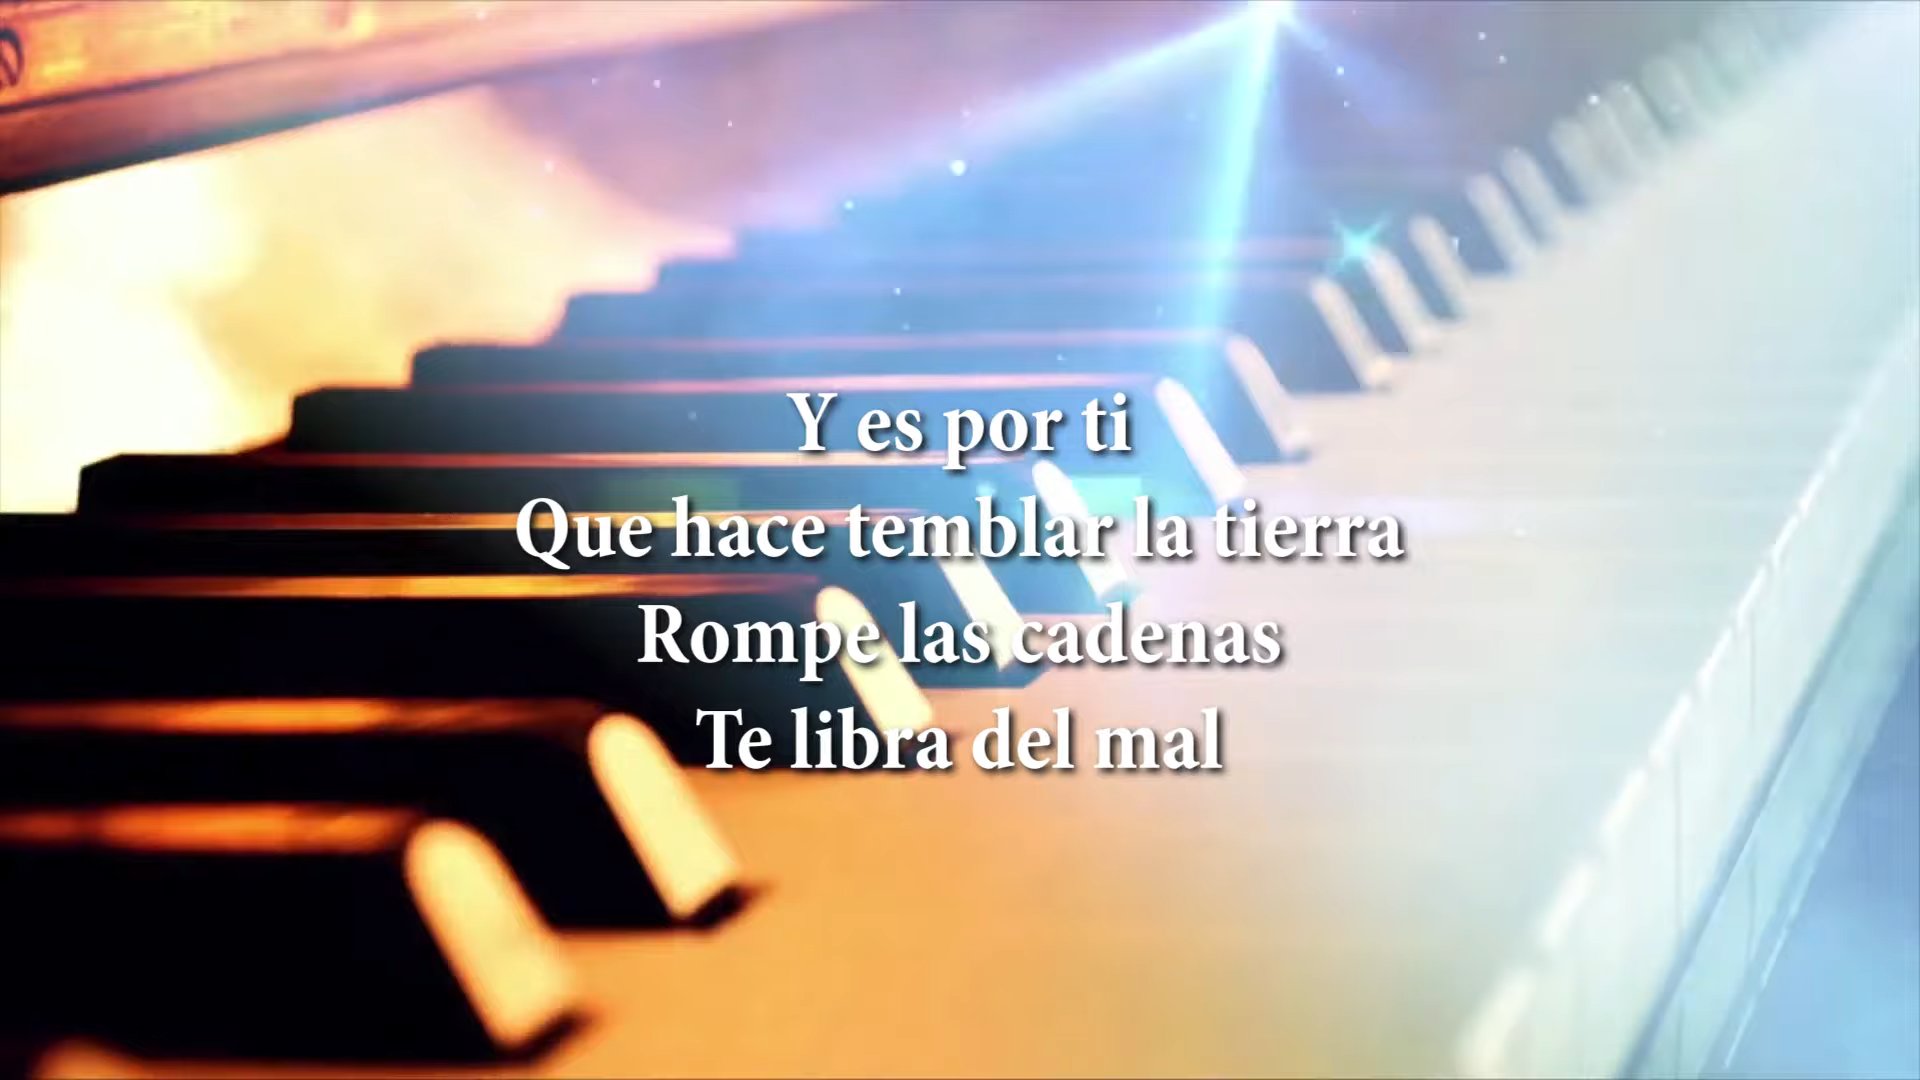 Y es por ti
Que hace temblar la tierra
Rompe las cadenas
Te libra del mal